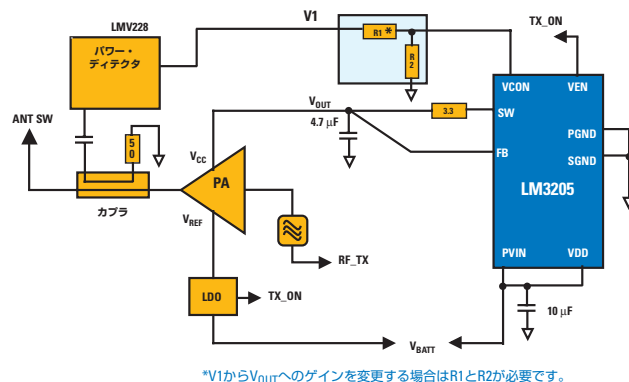 LMV228
パワー・
ディテクタ
V1
R1 *
R
2
TX_ON
VCON
VEN
ANT SW
5
0
カプラ
VOUT
4.7 μF
3.3
SW
FB
PGND
SGND
LM3205
VCC
PA
VREF
RF_TX
LDO
TX_ON
PVIN
VDD
10 μF
VBATT
*V1からVOUTへのゲインを変更する場合はR1とR2が必要です。